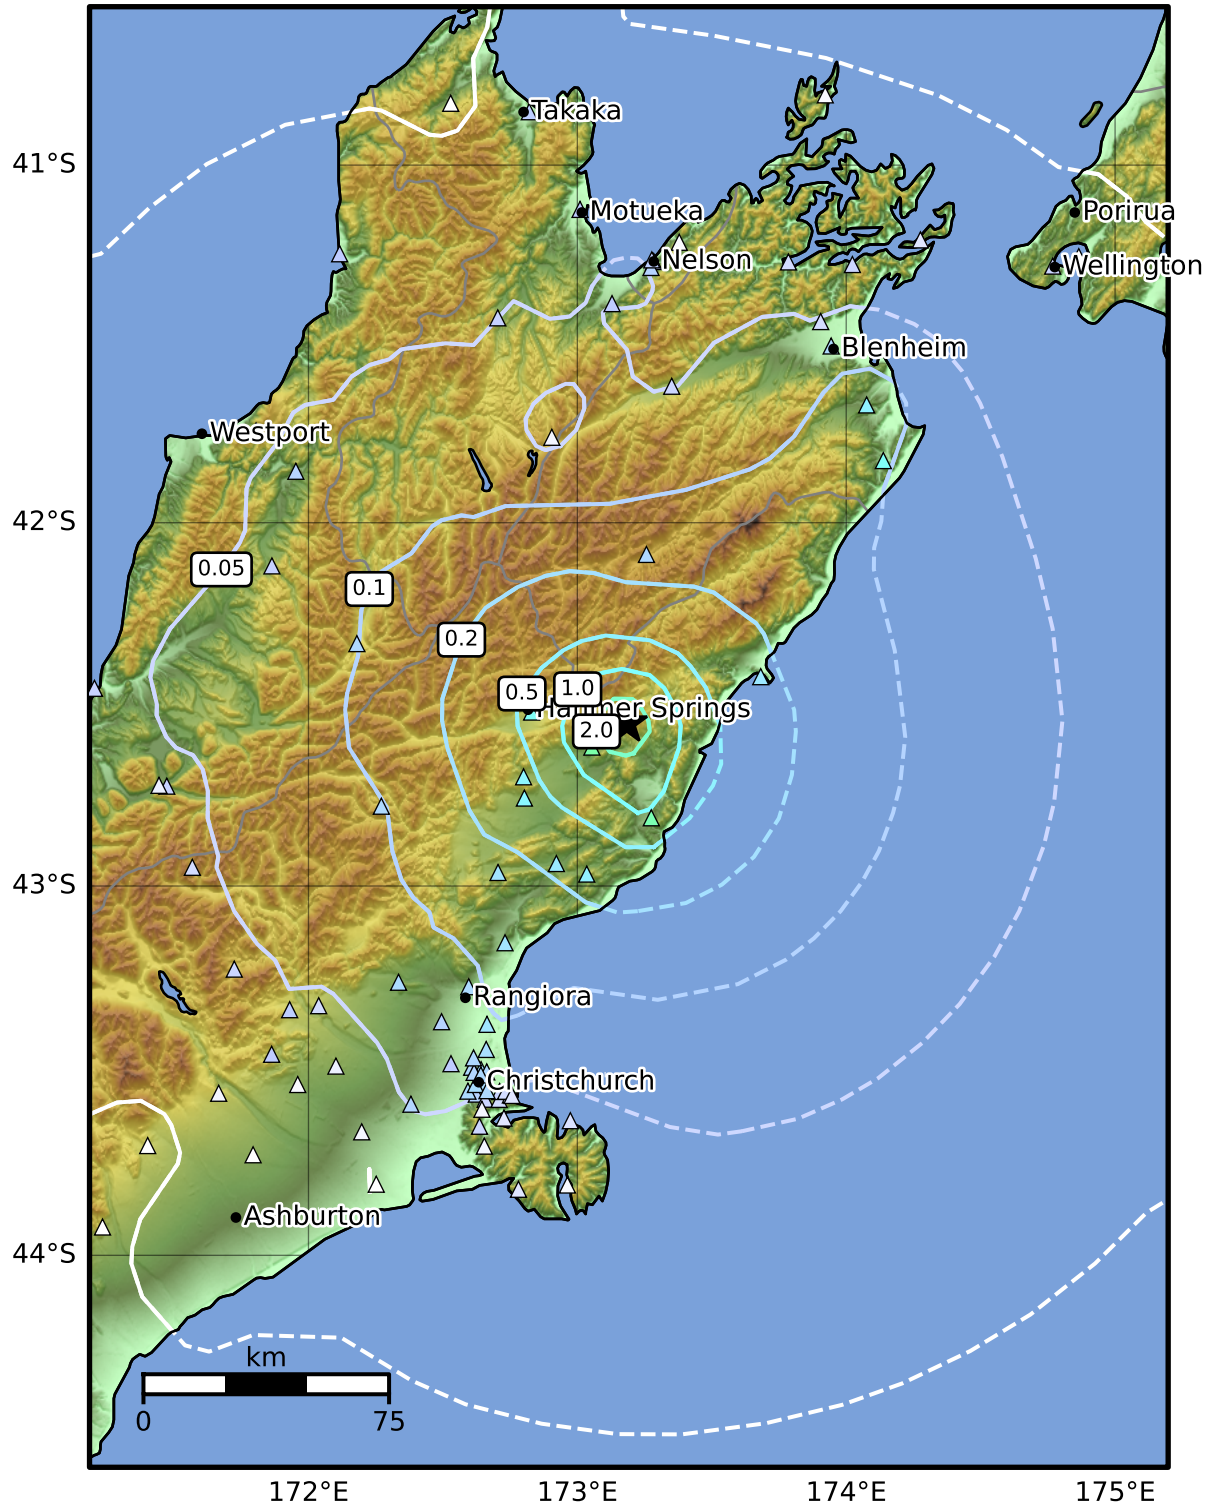 Takaka
41°S
Motueka
Porirua
Nelson
Wellington
Blenheim
Westport
42°S
0.05
0.1
0.2
0.5
1.0
Hanmer Springs
2.0
43°S
Rangiora
Christchurch
Ashburton
44°S
km
0
75
172°E
173°E
174°E
175°E